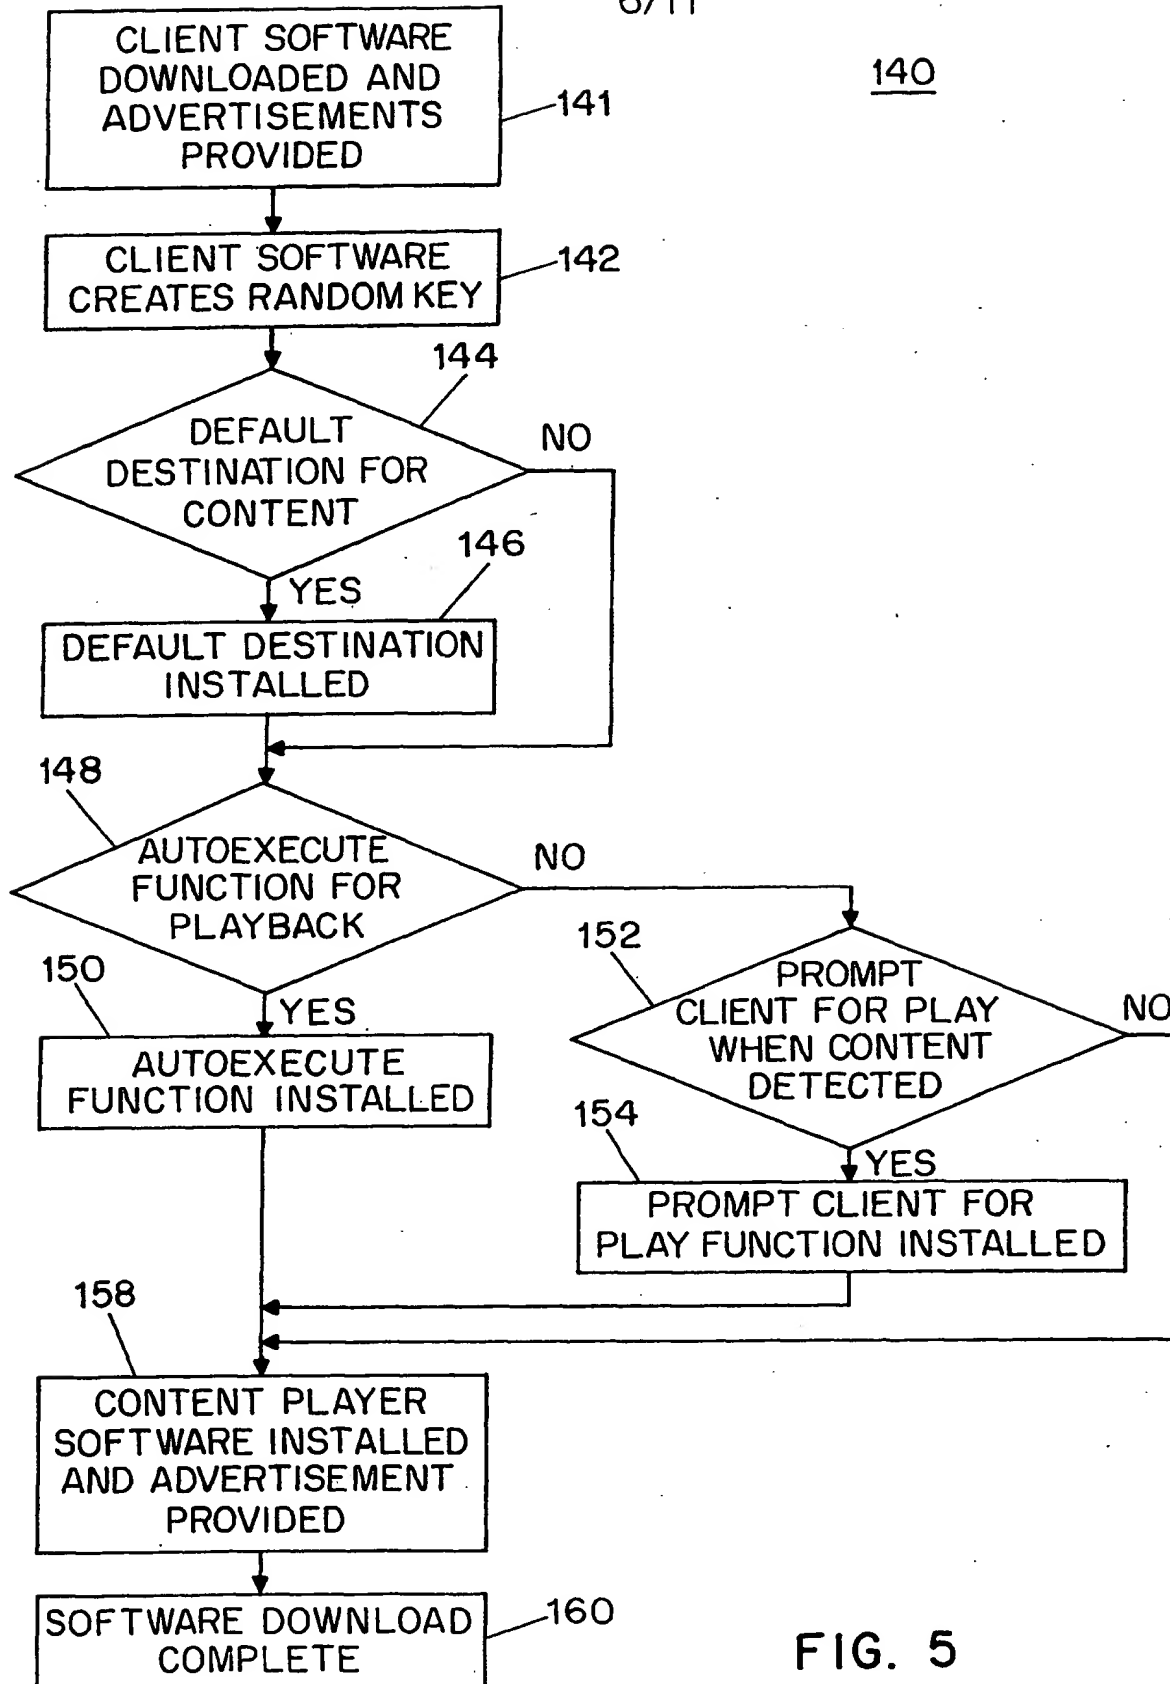 6/11
140
CLIENT SOFTWARE
DOWNLOADED AND
ADVERTISEMENTS
PROVIDED
141
CLIENT SOFTWARE
CREATES RANDOM KEY
142
144
DEFAULT
DESTINATION FOR
CONTENT
NO
YES
146
DEFAULT DESTINATION
INSTALLED
148
AUTOEXECUTE
FUNCTION FOR
PLAYBACK
NO
YES
150
AUTOEXECUTE
FUNCTION INSTALLED
152
PROMPT
CLIENT FOR PLAY
WHEN CONTENT
DETECTED
NO
YES
154
PROMPT CLIENT FOR
PLAY FUNCTION INSTALLED
158
CONTENT PLAYER
SOFTWARE INSTALLED
AND ADVERTISEMENT
PROVIDED
SOFTWARE DOWNLOAD
COMPLETE
160
FIG. 5